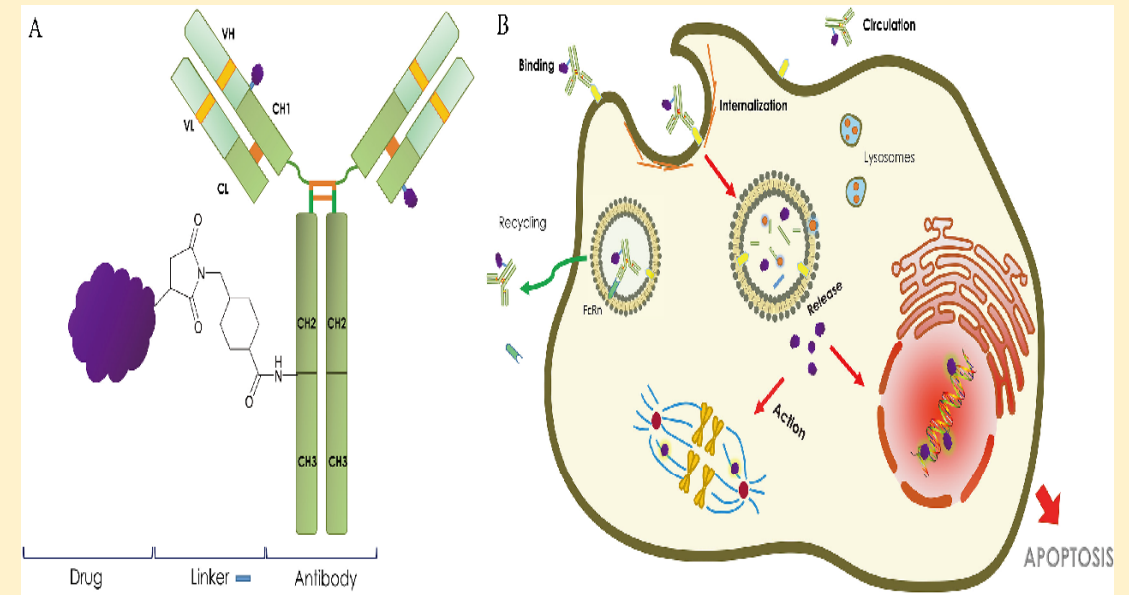 A
VH
CH1
VL
CL
O
N
O
O
H
N
CH2
CH2
CH3
CH3
Drug
Linker
Antibody
B
Circulation
Binding
Internalization
Lysosomes
Recycling
FcRn
Release
Action
APOPTOSIS